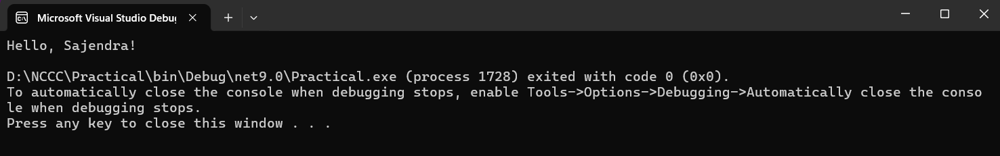 Microsoft Visual Studio Debug
Hello, Sajendra!
D:\NCCC\Practical\bin\Debug\net9.0\Practical.exe (process 1728) exited with code 0 (0x0).
To automatically close the console when debugging stops, enable Tools->Options->Debugging->Automatically close the conso
le when debugging stops.
Press any key to close this window . . .